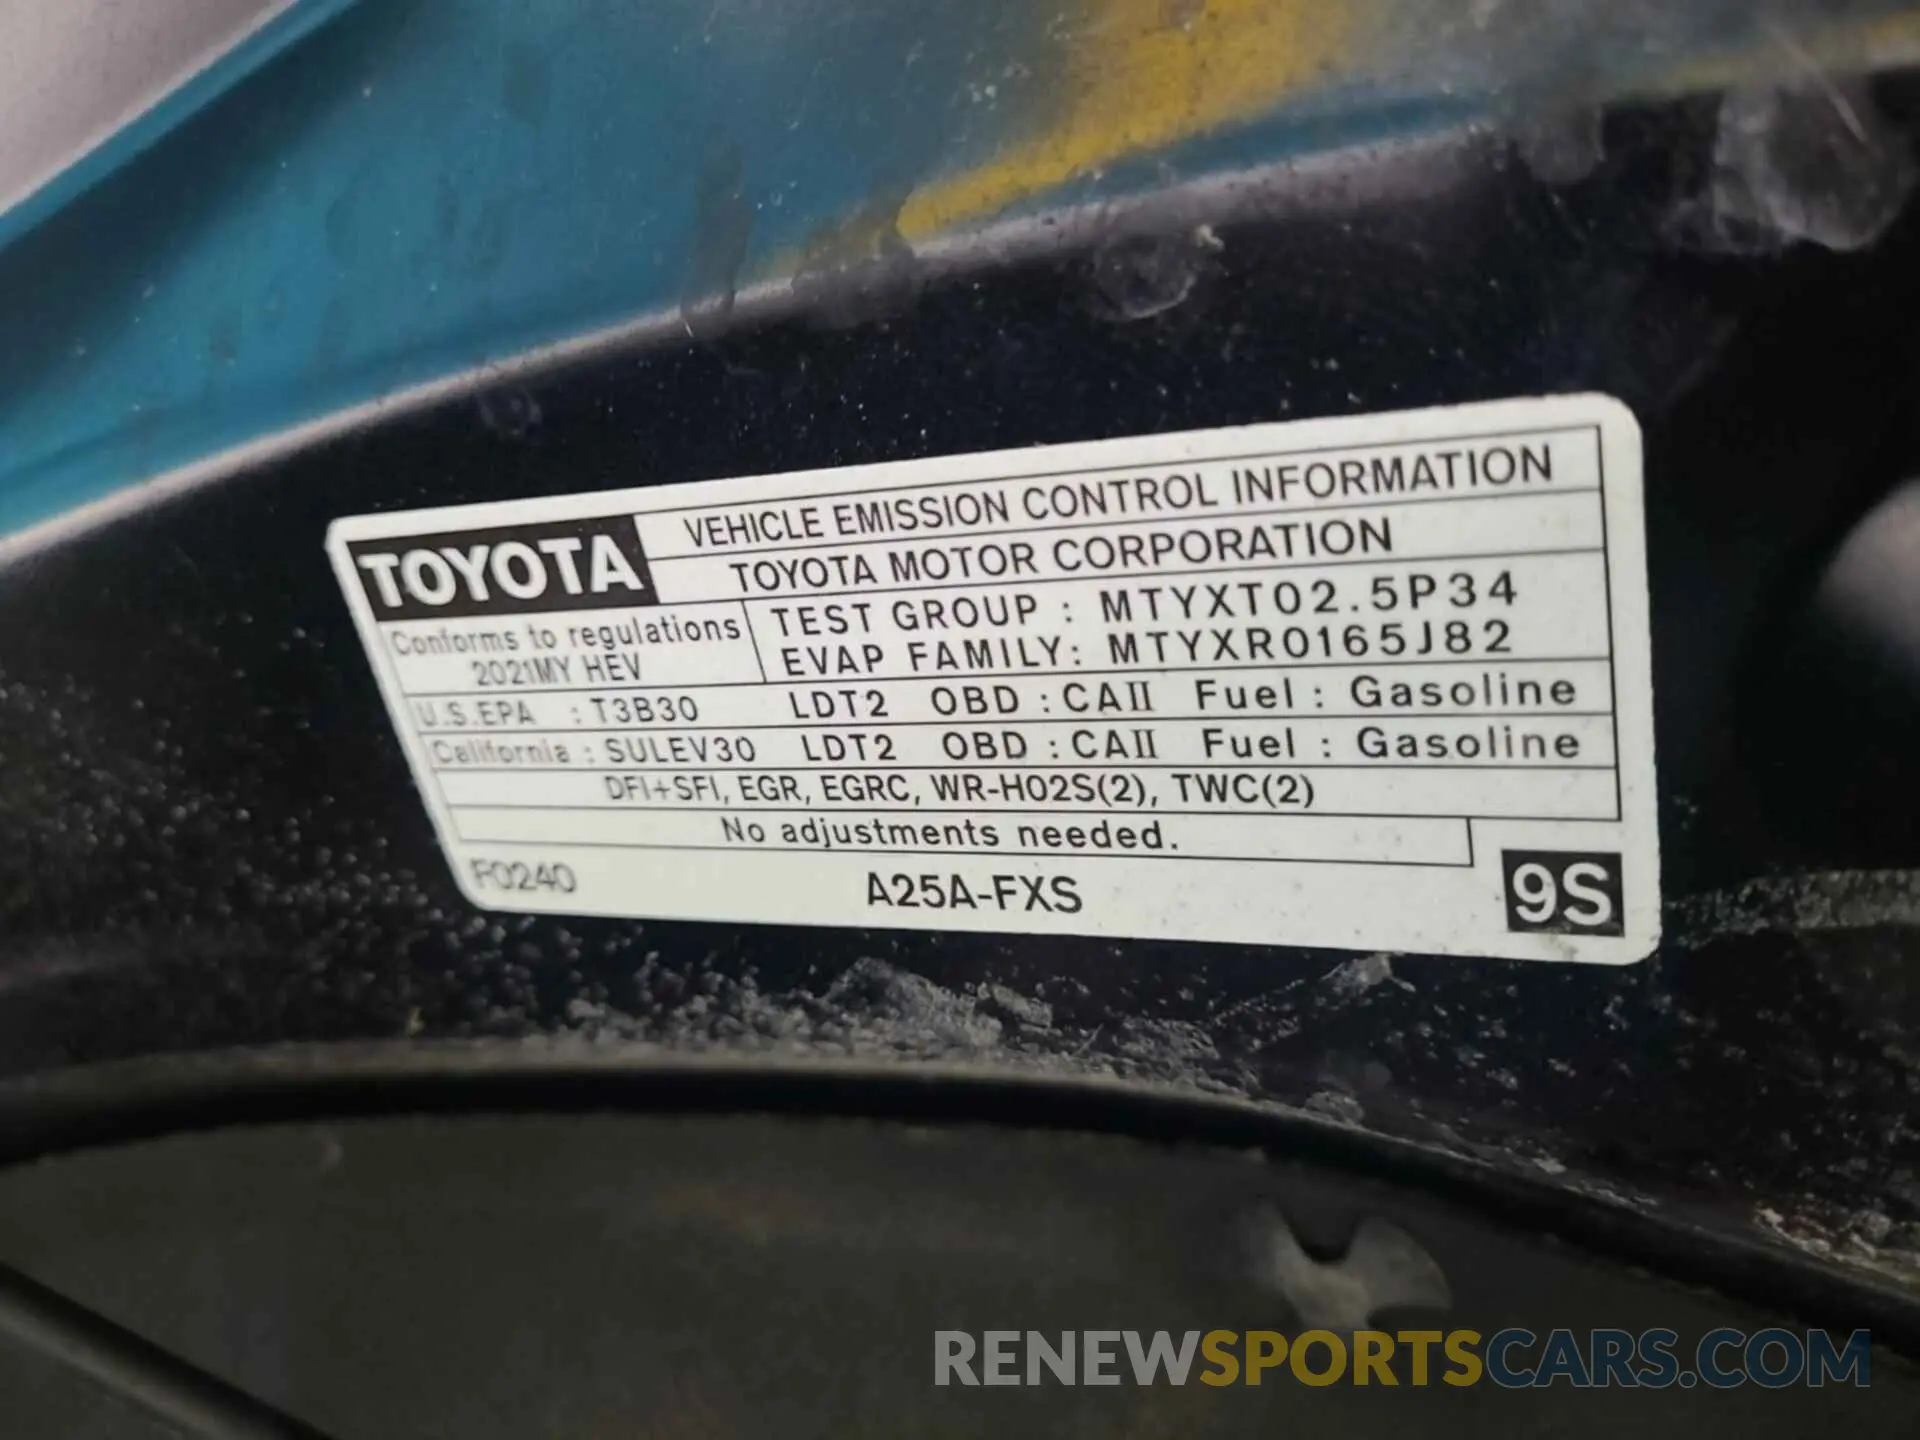 TOYOTA
VEHICLE EMISSION CONTROL INFORMATION
TOYOTA MOTOR CORPORATION
Conforms to regulations
2021MY HEV
TEST GROUP : MTYXT02.5P34
EVAP FAMILY: MTYXR0165J82
U.S.EPA : T3B30 LDT2 OBD : CAII Fuel : Gasoline
California : SULEV30 LDT2 OBD : CAII Fuel : Gasoline
DFI+SFI, EGR, EGRC, WR-HO2S(2), TWC(2)
No adjustments needed.
F0240
A25A-FXS
9S
RENEWSPORTSCARS.COM